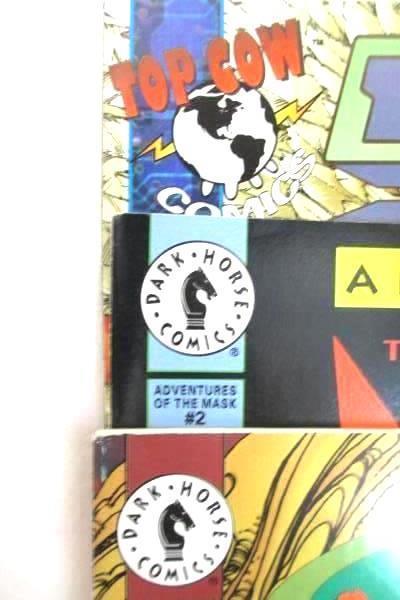 TOP COW
COMICS
DARK • HORSE
COMICS
®
A
T
ADVENTURES
OF THE MASK
#2
DARK • HORSE
COMICS
®